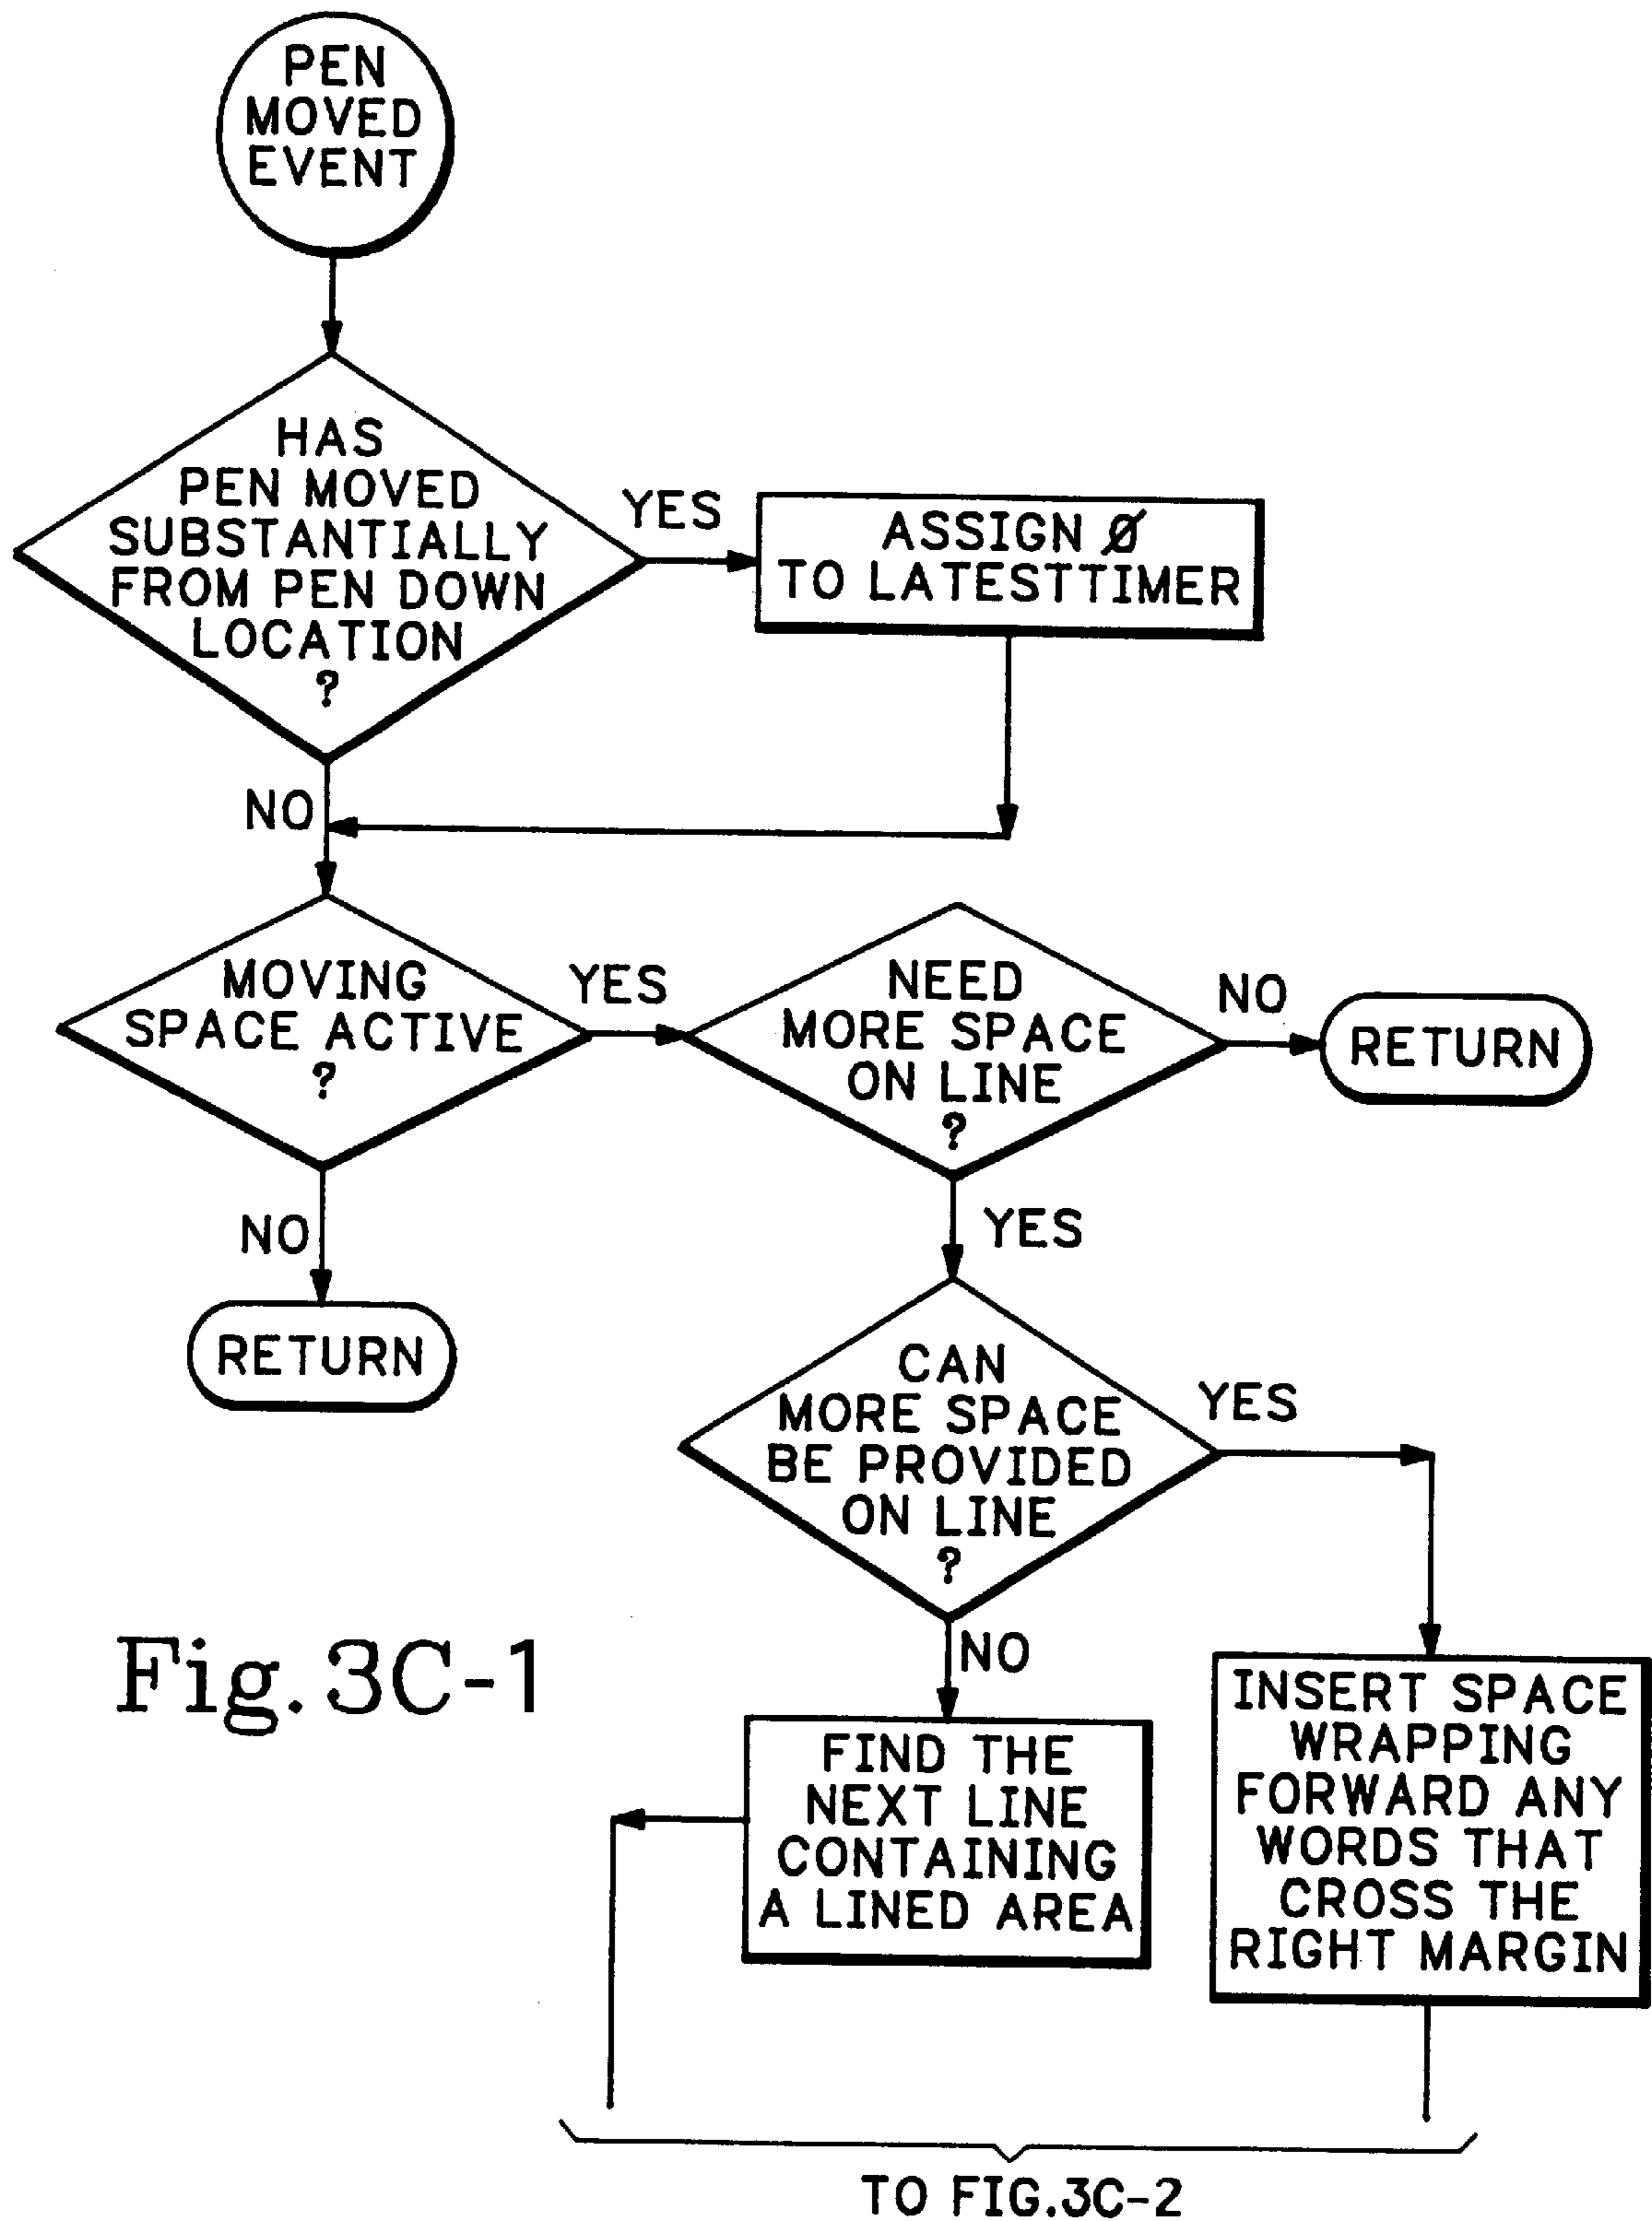 PEN
MOVED
EVENT
HAS
PEN MOVED
SUBSTANTIALLY
FROM PEN DOWN
LOCATION
?
YES
ASSIGN Ø
TO LATESTTIMER
NO
MOVING
SPACE ACTIVE
?
YES
NEED
MORE SPACE
ON LINE
?
NO
RETURN
NO
RETURN
YES
CAN
MORE SPACE
BE PROVIDED
ON LINE
?
YES
NO
INSERT SPACE
WRAPPING
FORWARD ANY
WORDS THAT
CROSS THE
RIGHT MARGIN
FIND THE
NEXT LINE
CONTAINING
A LINED AREA
Fig. 3C-1
TO FIG.3C-2